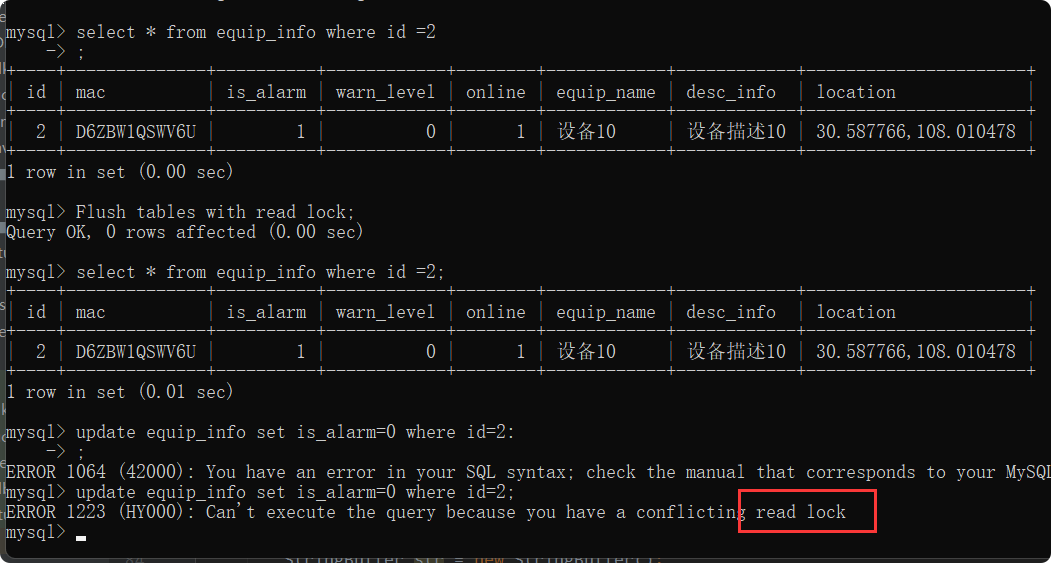 mysql> select * from equip_info where id =2
    -> ;
+----+--------------+----------+------------+--------+------------+------------+----------------------+
| id | mac          | is_alarm | warn_level | online | equip_name | desc_info  | location             |
+----+--------------+----------+------------+--------+------------+------------+----------------------+
|  2 | D6ZBW1QSWV6U |        1 |          0 |      1 | 设备10     | 设备描述10 | 30.587766,108.010478 |
+----+--------------+----------+------------+--------+------------+------------+----------------------+
1 row in set (0.00 sec)
mysql> Flush tables with read lock;
Query OK, 0 rows affected (0.00 sec)
mysql> select * from equip_info where id =2;
+----+--------------+----------+------------+--------+------------+------------+----------------------+
| id | mac          | is_alarm | warn_level | online | equip_name | desc_info  | location             |
+----+--------------+----------+------------+--------+------------+------------+----------------------+
|  2 | D6ZBW1QSWV6U |        1 |          0 |      1 | 设备10     | 设备描述10 | 30.587766,108.010478 |
+----+--------------+----------+------------+--------+------------+------------+----------------------+
1 row in set (0.01 sec)
mysql> update equip_info set is_alarm=0 where id=2:
    -> ;
ERROR 1064 (42000): You have an error in your SQL syntax; check the manual that corresponds to your MySQL
mysql> update equip_info set is_alarm=0 where id=2;
ERROR 1223 (HY000): Can't execute the query because you have a conflicting read lock
mysql>